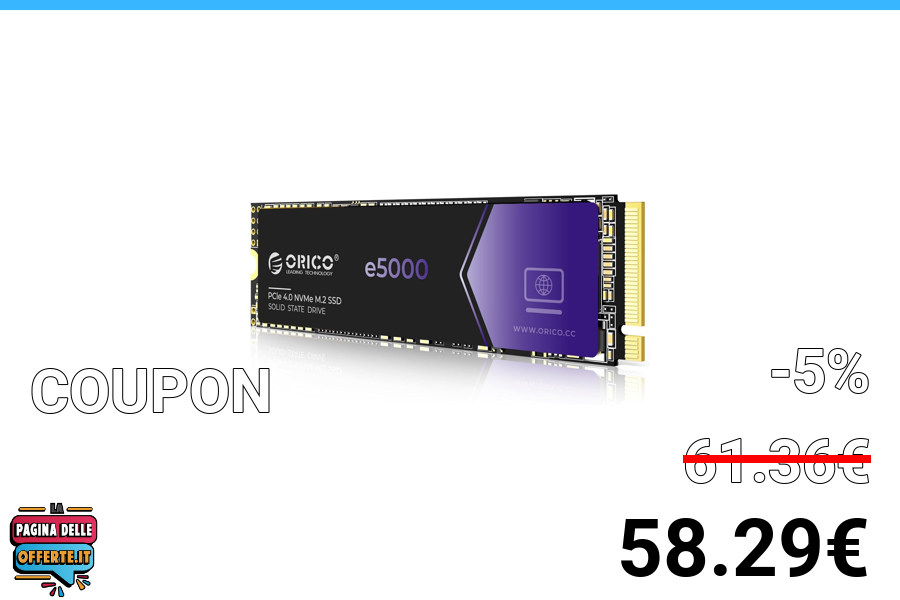 ORICO®
LEADING TECHNOLOGY
e5000
PCIe 4.0 NVMe M.2 SSD
SOLID STATE DRIVE
WWW.ORICO.CC
COUPON
-5%
61.36€
58.29€
LA
PAGINA DELLE
OFFERTE.IT